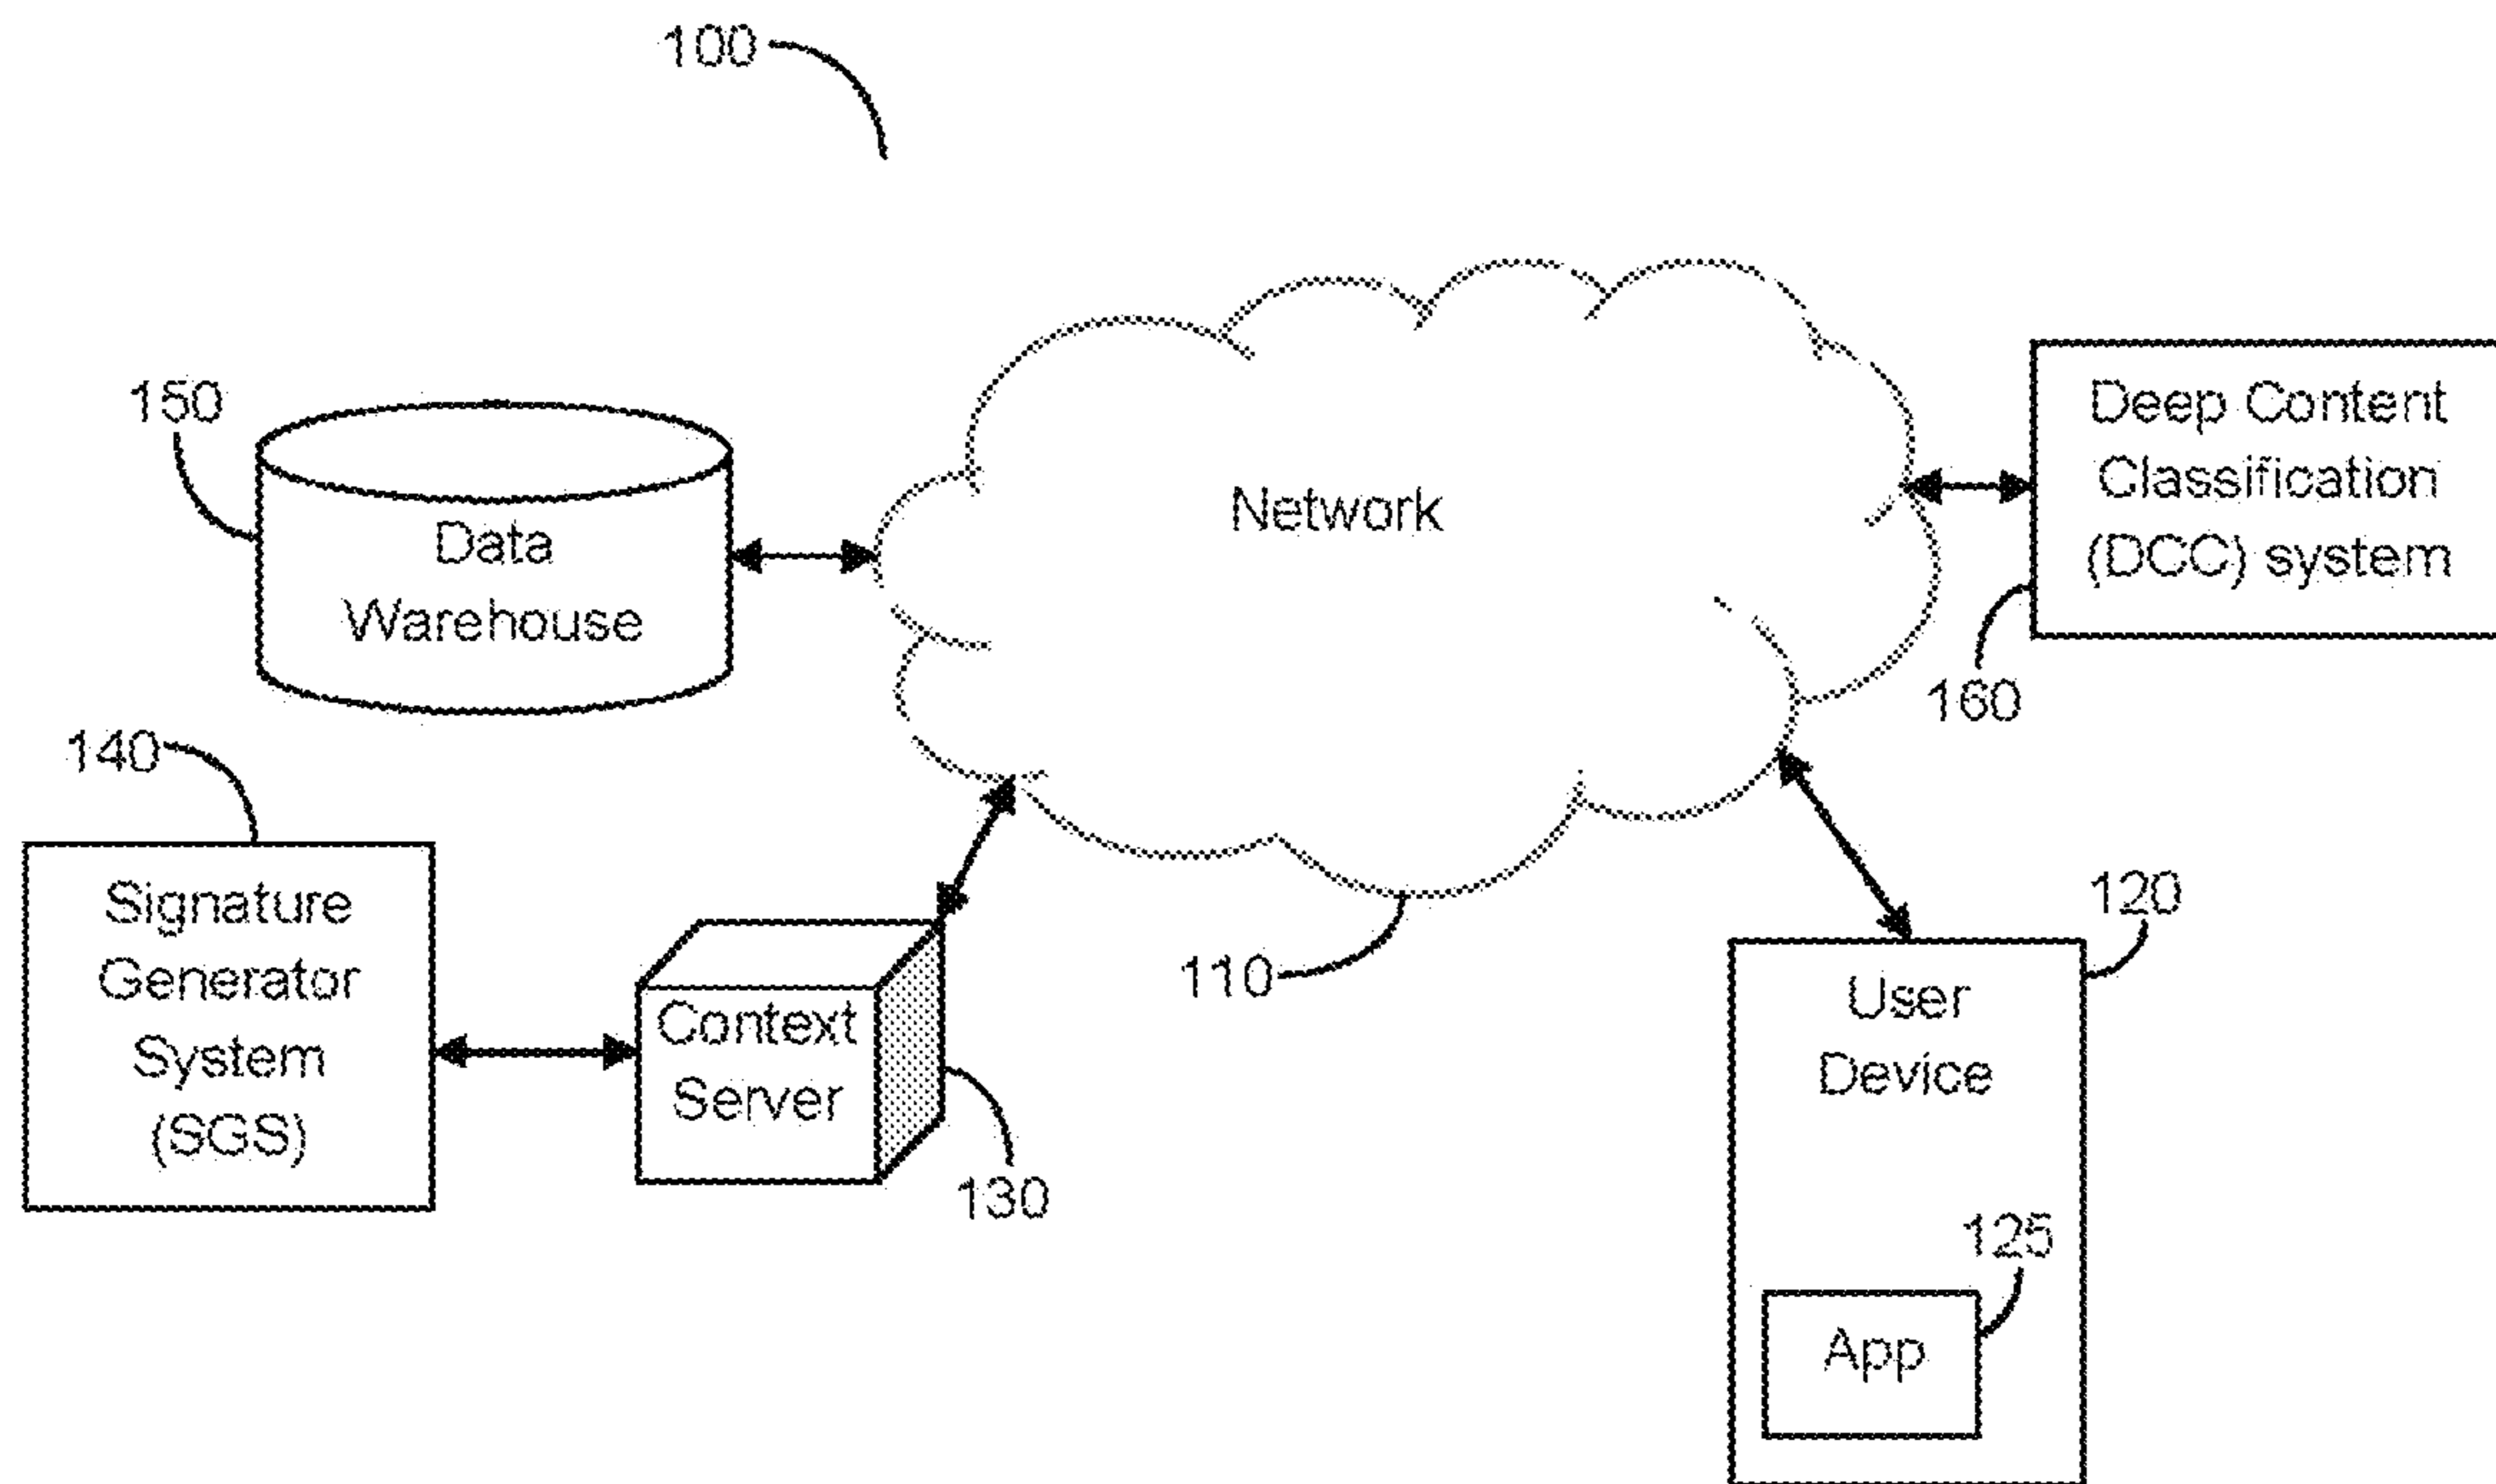 100
150
Data
Warehouse
Network
Deep Content
Classification
(DCC) system
160
140
Signature
Generator
System
(SGS)
Context
Server
130
110
120
User
Device
125
App